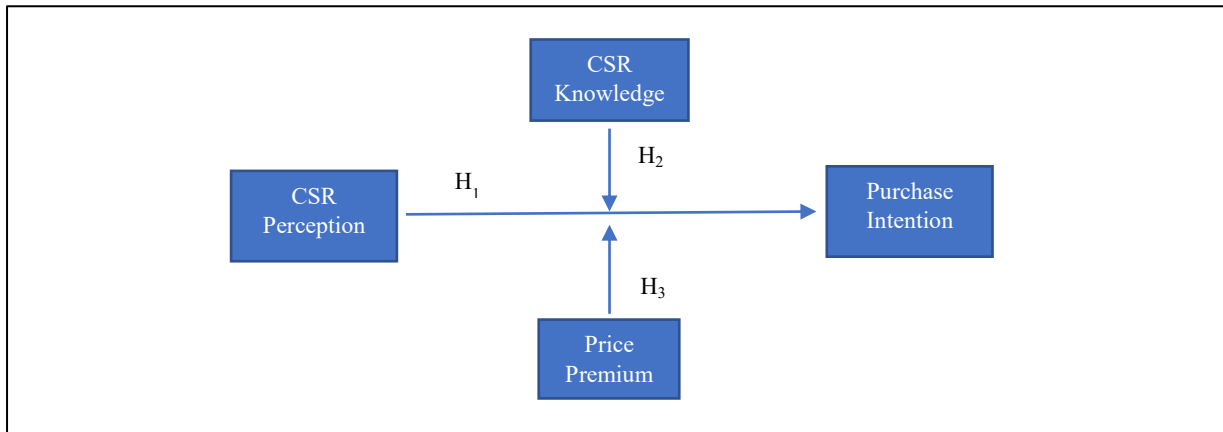 CSR
Knowledge
H₂
CSR
Perception
H₁
Purchase
Intention
H₃
Price
Premium